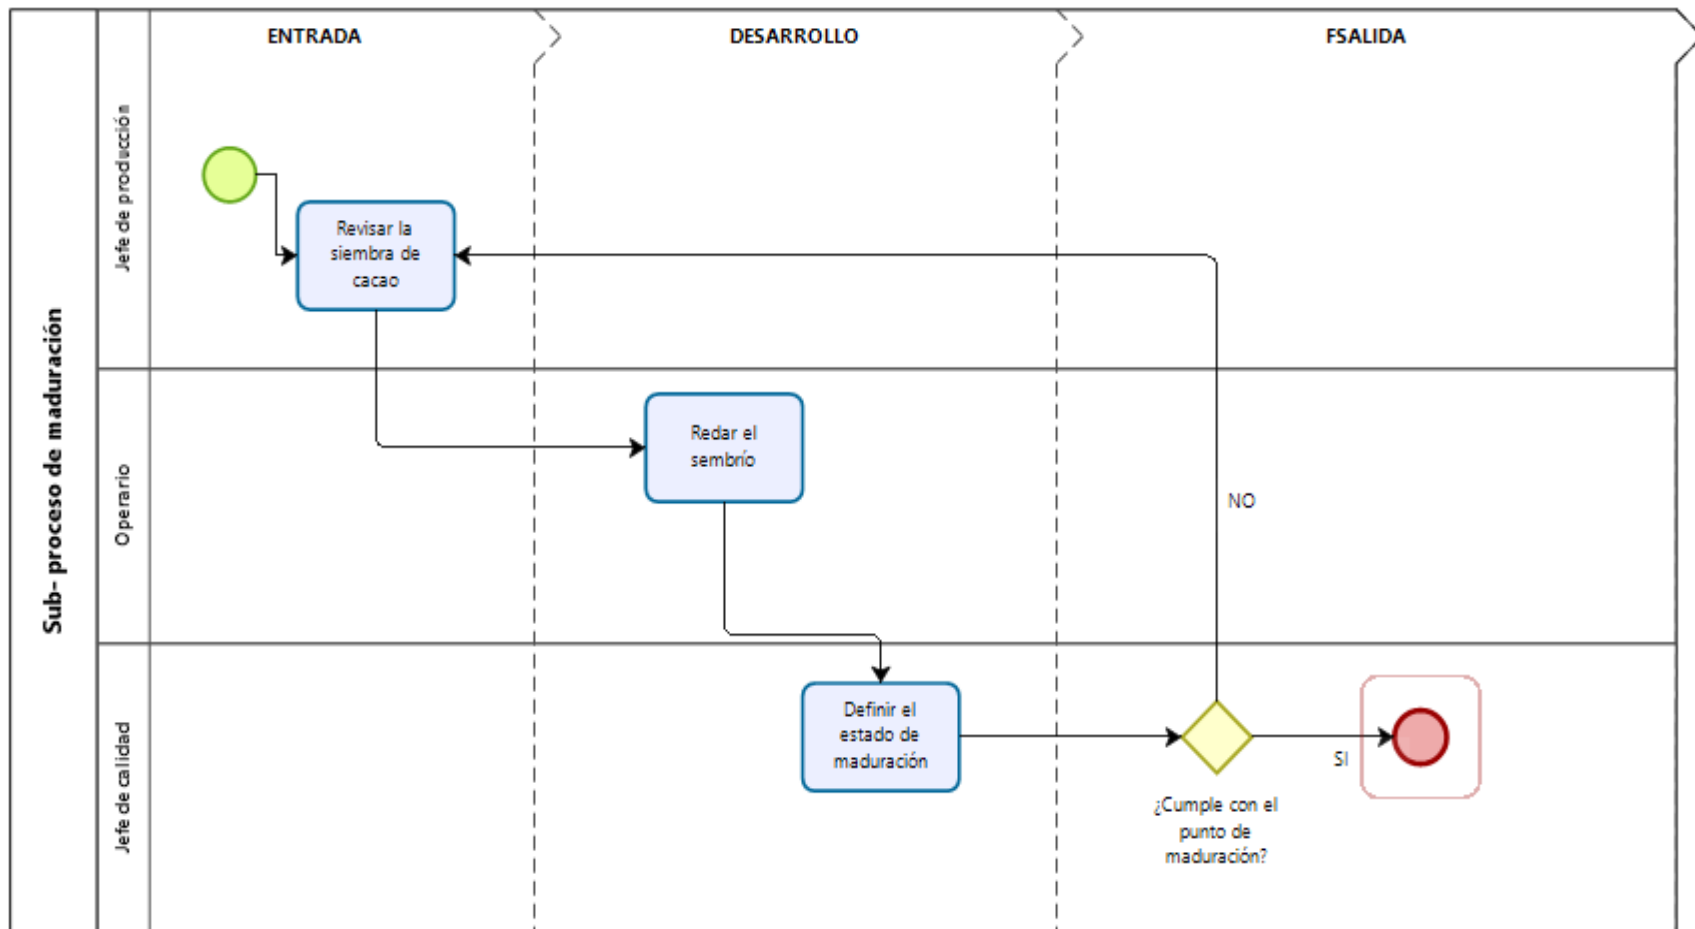 ENTRADA
DESARROLLO
FSALIDA
Sub- proceso de maduración
Jefe de producción
Revisar la
siembra de
cacao
Operario
Redar el
sembrío
NO
Jefe de calidad
Definir el
estado de
maduración
SI
¿Cumple con el
punto de
maduración?